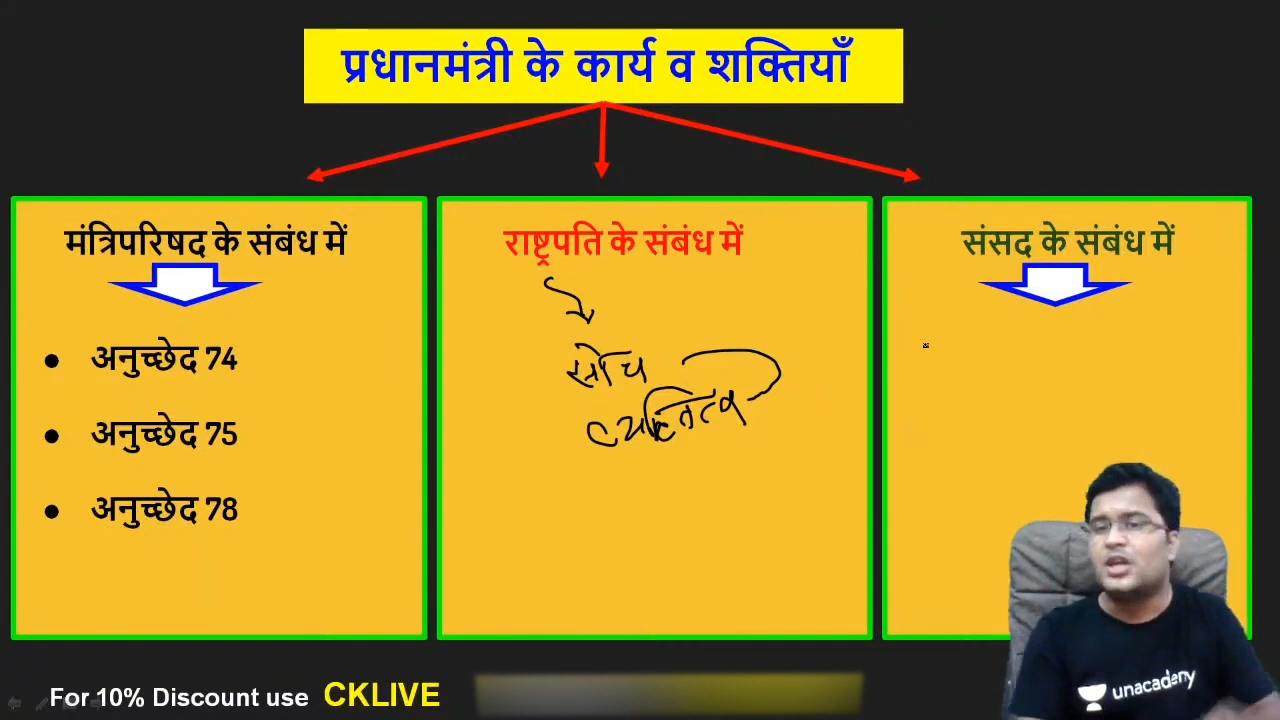 प्रधानमंत्री के कार्य व शक्तियाँ
मंत्रिपरिषद के संबंध में
अनुच्छेद 74
अनुच्छेद 75
अनुच्छेद 78
राष्ट्रपति के संबंध में
व्यक्तित्व
संसद के संबंध में
unacademy
For 10% Discount use CKLIVE